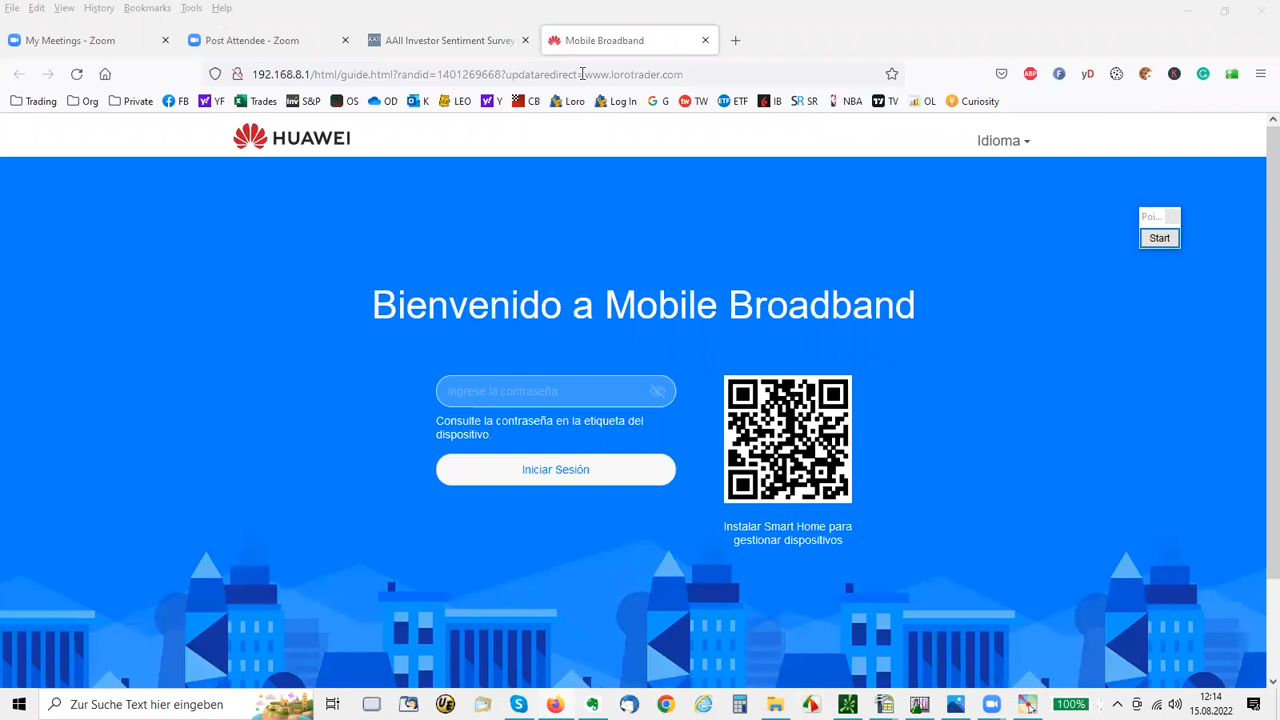 File Edit View History Bookmarks Tools Help
My Meetings - Zoom
Post Attendee - Zoom
AAII AAII Investor Sentiment Survey
Mobile Broadband
192.168.8.1/html/guide.html?randid=1401269668?updataredirect=www.lorotrader.com
Trading Org Private FB YF Trades Inv S&P OS OD K LEO Y CB Loro Log In G TW ETF ETF IB SR SR NBA TV OL Curiosity
HUAWEI
Idioma
Poi...
Start
Bienvenido a Mobile Broadband
Ingrese la contraseña
Consulte la contraseña en la etiqueta del
dispositivo.
Iniciar Sesión
Instalar Smart Home para
gestionar dispositivos
Zur Suche Text hier eingeben
100%
12:14
15.08.2022